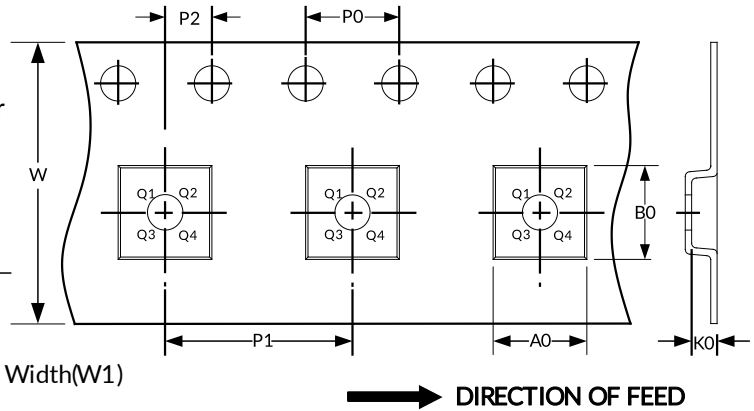 P2
P0
r
W
Q1 Q2
Q3 Q4
Q1 Q2
Q3 Q4
Q1 Q2
Q3 Q4
B0
P1
A0
K0
Width(W1)
DIRECTION OF FEED